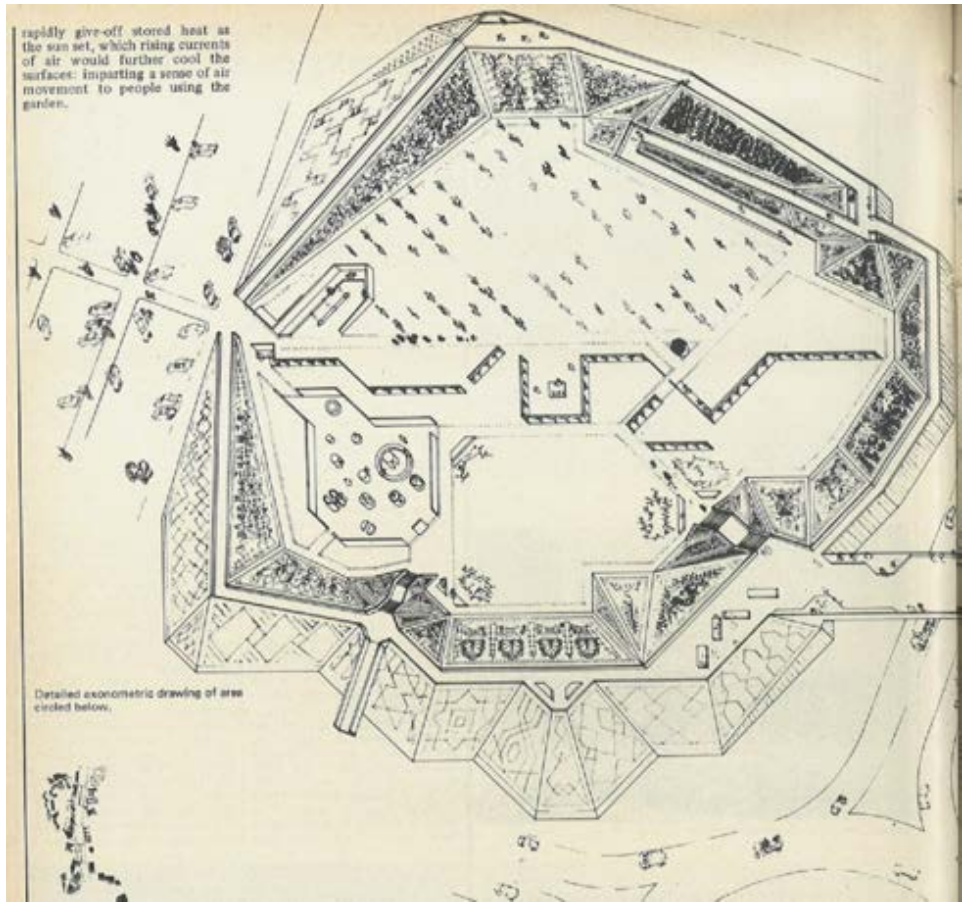 rapidly give-off stored heat as
the sun set, which rising currents
of air would further cool the
surfaces: imparting a sense of air
movement to people using the
garden.
Detailed axonometric drawing of area
circled below.